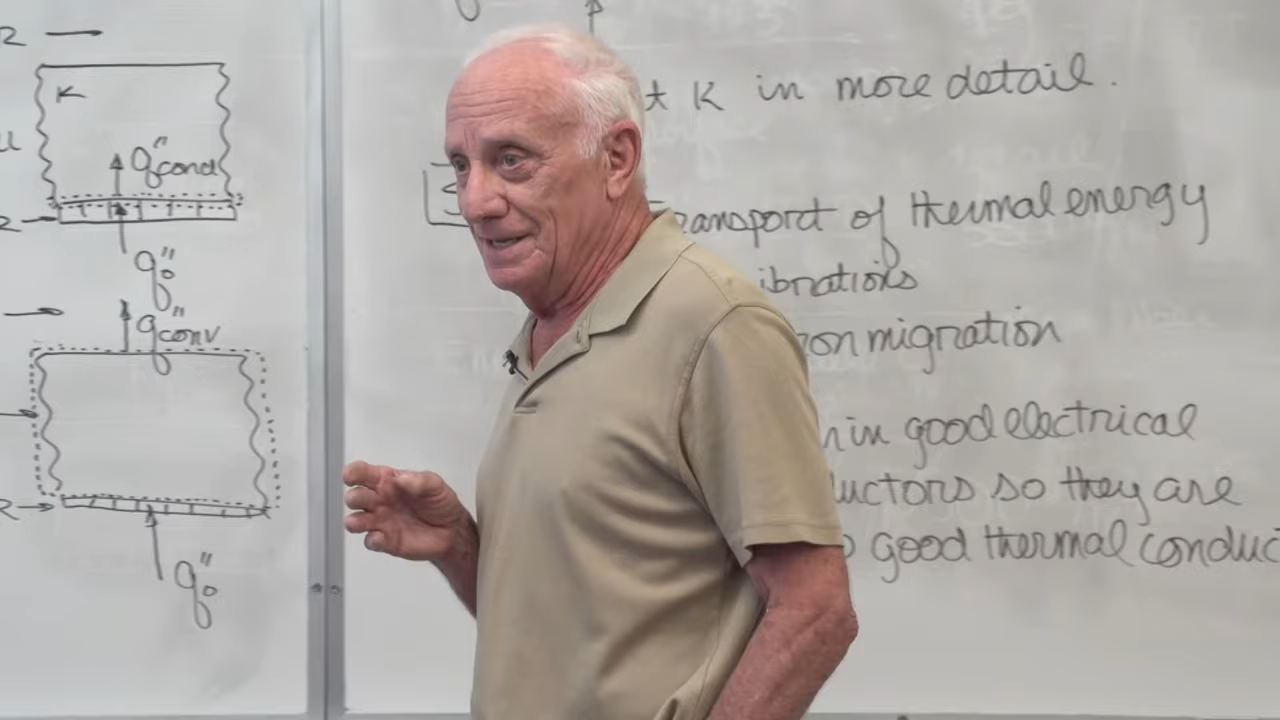 K
q"cond
q"o
q"conv
q"o
K in more detail.
transport of thermal energy
ibrations
on migration
in good electrical
uctors so they are
good thermal conduc